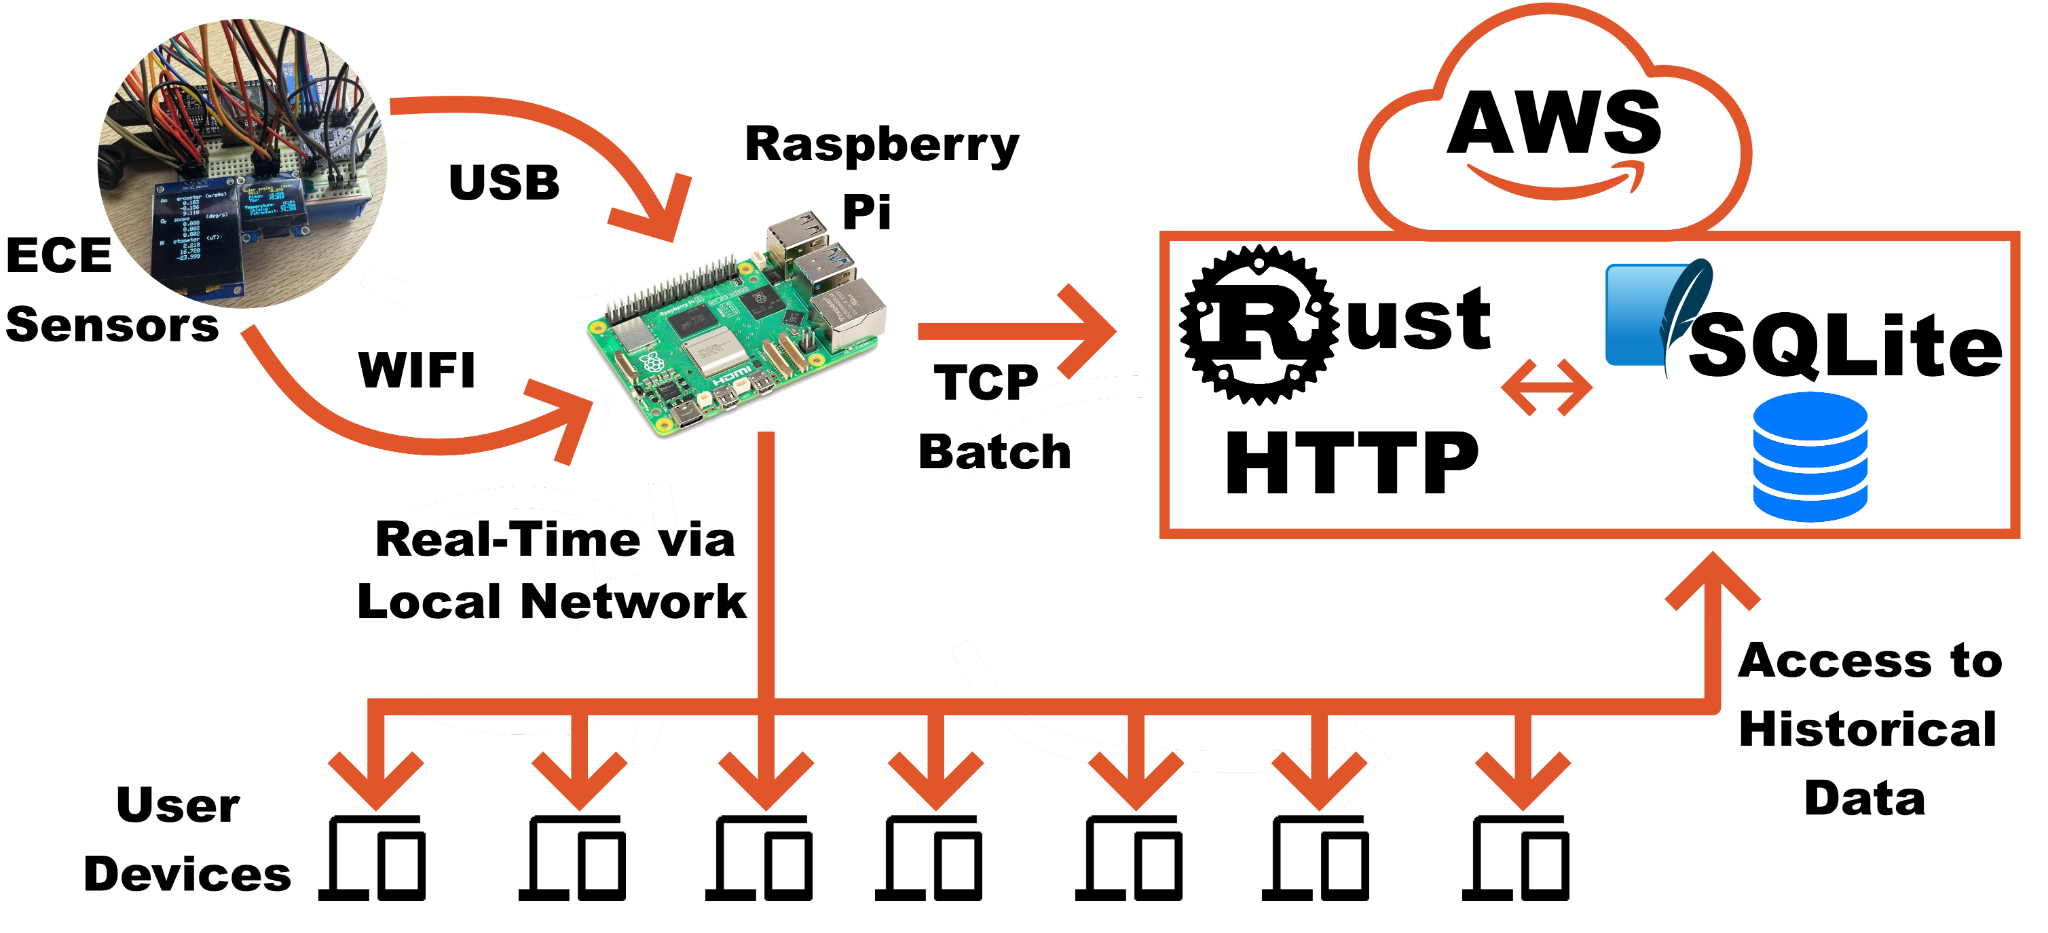 ECE
Sensors
USB
WIFI
Raspberry
Pi
HDMI
TCP
Batch
AWS
Rust
HTTP
SQLite
Real-Time via
Local Network
Access to
Historical
Data
User
Devices